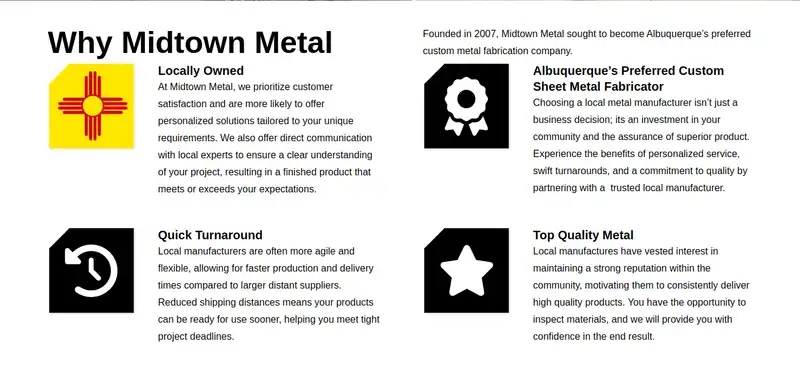 Why Midtown Metal
Founded in 2007, Midtown Metal sought to become Albuquerque's preferred
custom metal fabrication company.
Locally Owned
At Midtown Metal, we prioritize customer
satisfaction and are more likely to offer
personalized solutions tailored to your unique
requirements. We also offer direct communication
with local experts to ensure a clear understanding
of your project, resulting in a finished product that
meets or exceeds your expectations.
Albuquerque's Preferred Custom
Sheet Metal Fabricator
Choosing a local metal manufacturer isn't just a
business decision; its an investment in your
community and the assurance of superior product.
Experience the benefits of personalized service,
swift turnarounds, and a commitment to quality by
partnering with a  trusted local manufacturer.
Quick Turnaround
Local manufacturers are often more agile and
flexible, allowing for faster production and delivery
times compared to larger distant suppliers.
Reduced shipping distances means your products
can be ready for use sooner, helping you meet tight
project deadlines.
Top Quality Metal
Local manufactures have vested interest in
maintaining a strong reputation within the
community, motivating them to consistently deliver
high quality products. You have the opportunity to
inspect materials, and we will provide you with
confidence in the end result.